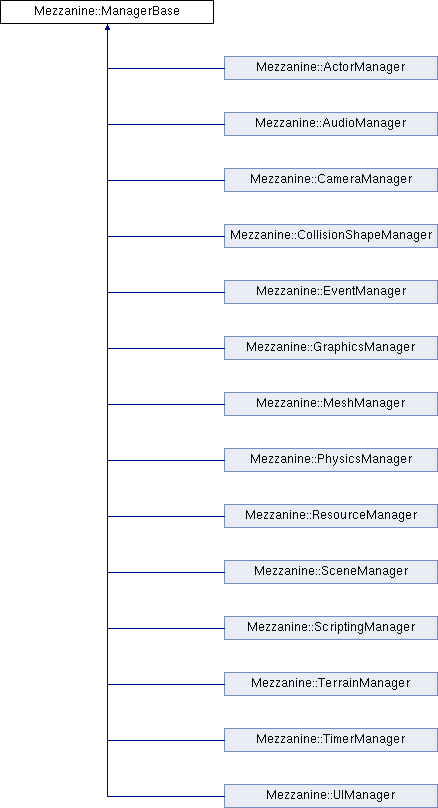 Mezzanine::ManagerBase
Mezzanine::ActorManager
Mezzanine::AudioManager
Mezzanine::CameraManager
Mezzanine::CollisionShapeManager
Mezzanine::EventManager
Mezzanine::GraphicsManager
Mezzanine::MeshManager
Mezzanine::PhysicsManager
Mezzanine::ResourceManager
Mezzanine::SceneManager
Mezzanine::ScriptingManager
Mezzanine::TerrainManager
Mezzanine::TimerManager
Mezzanine::UIManager